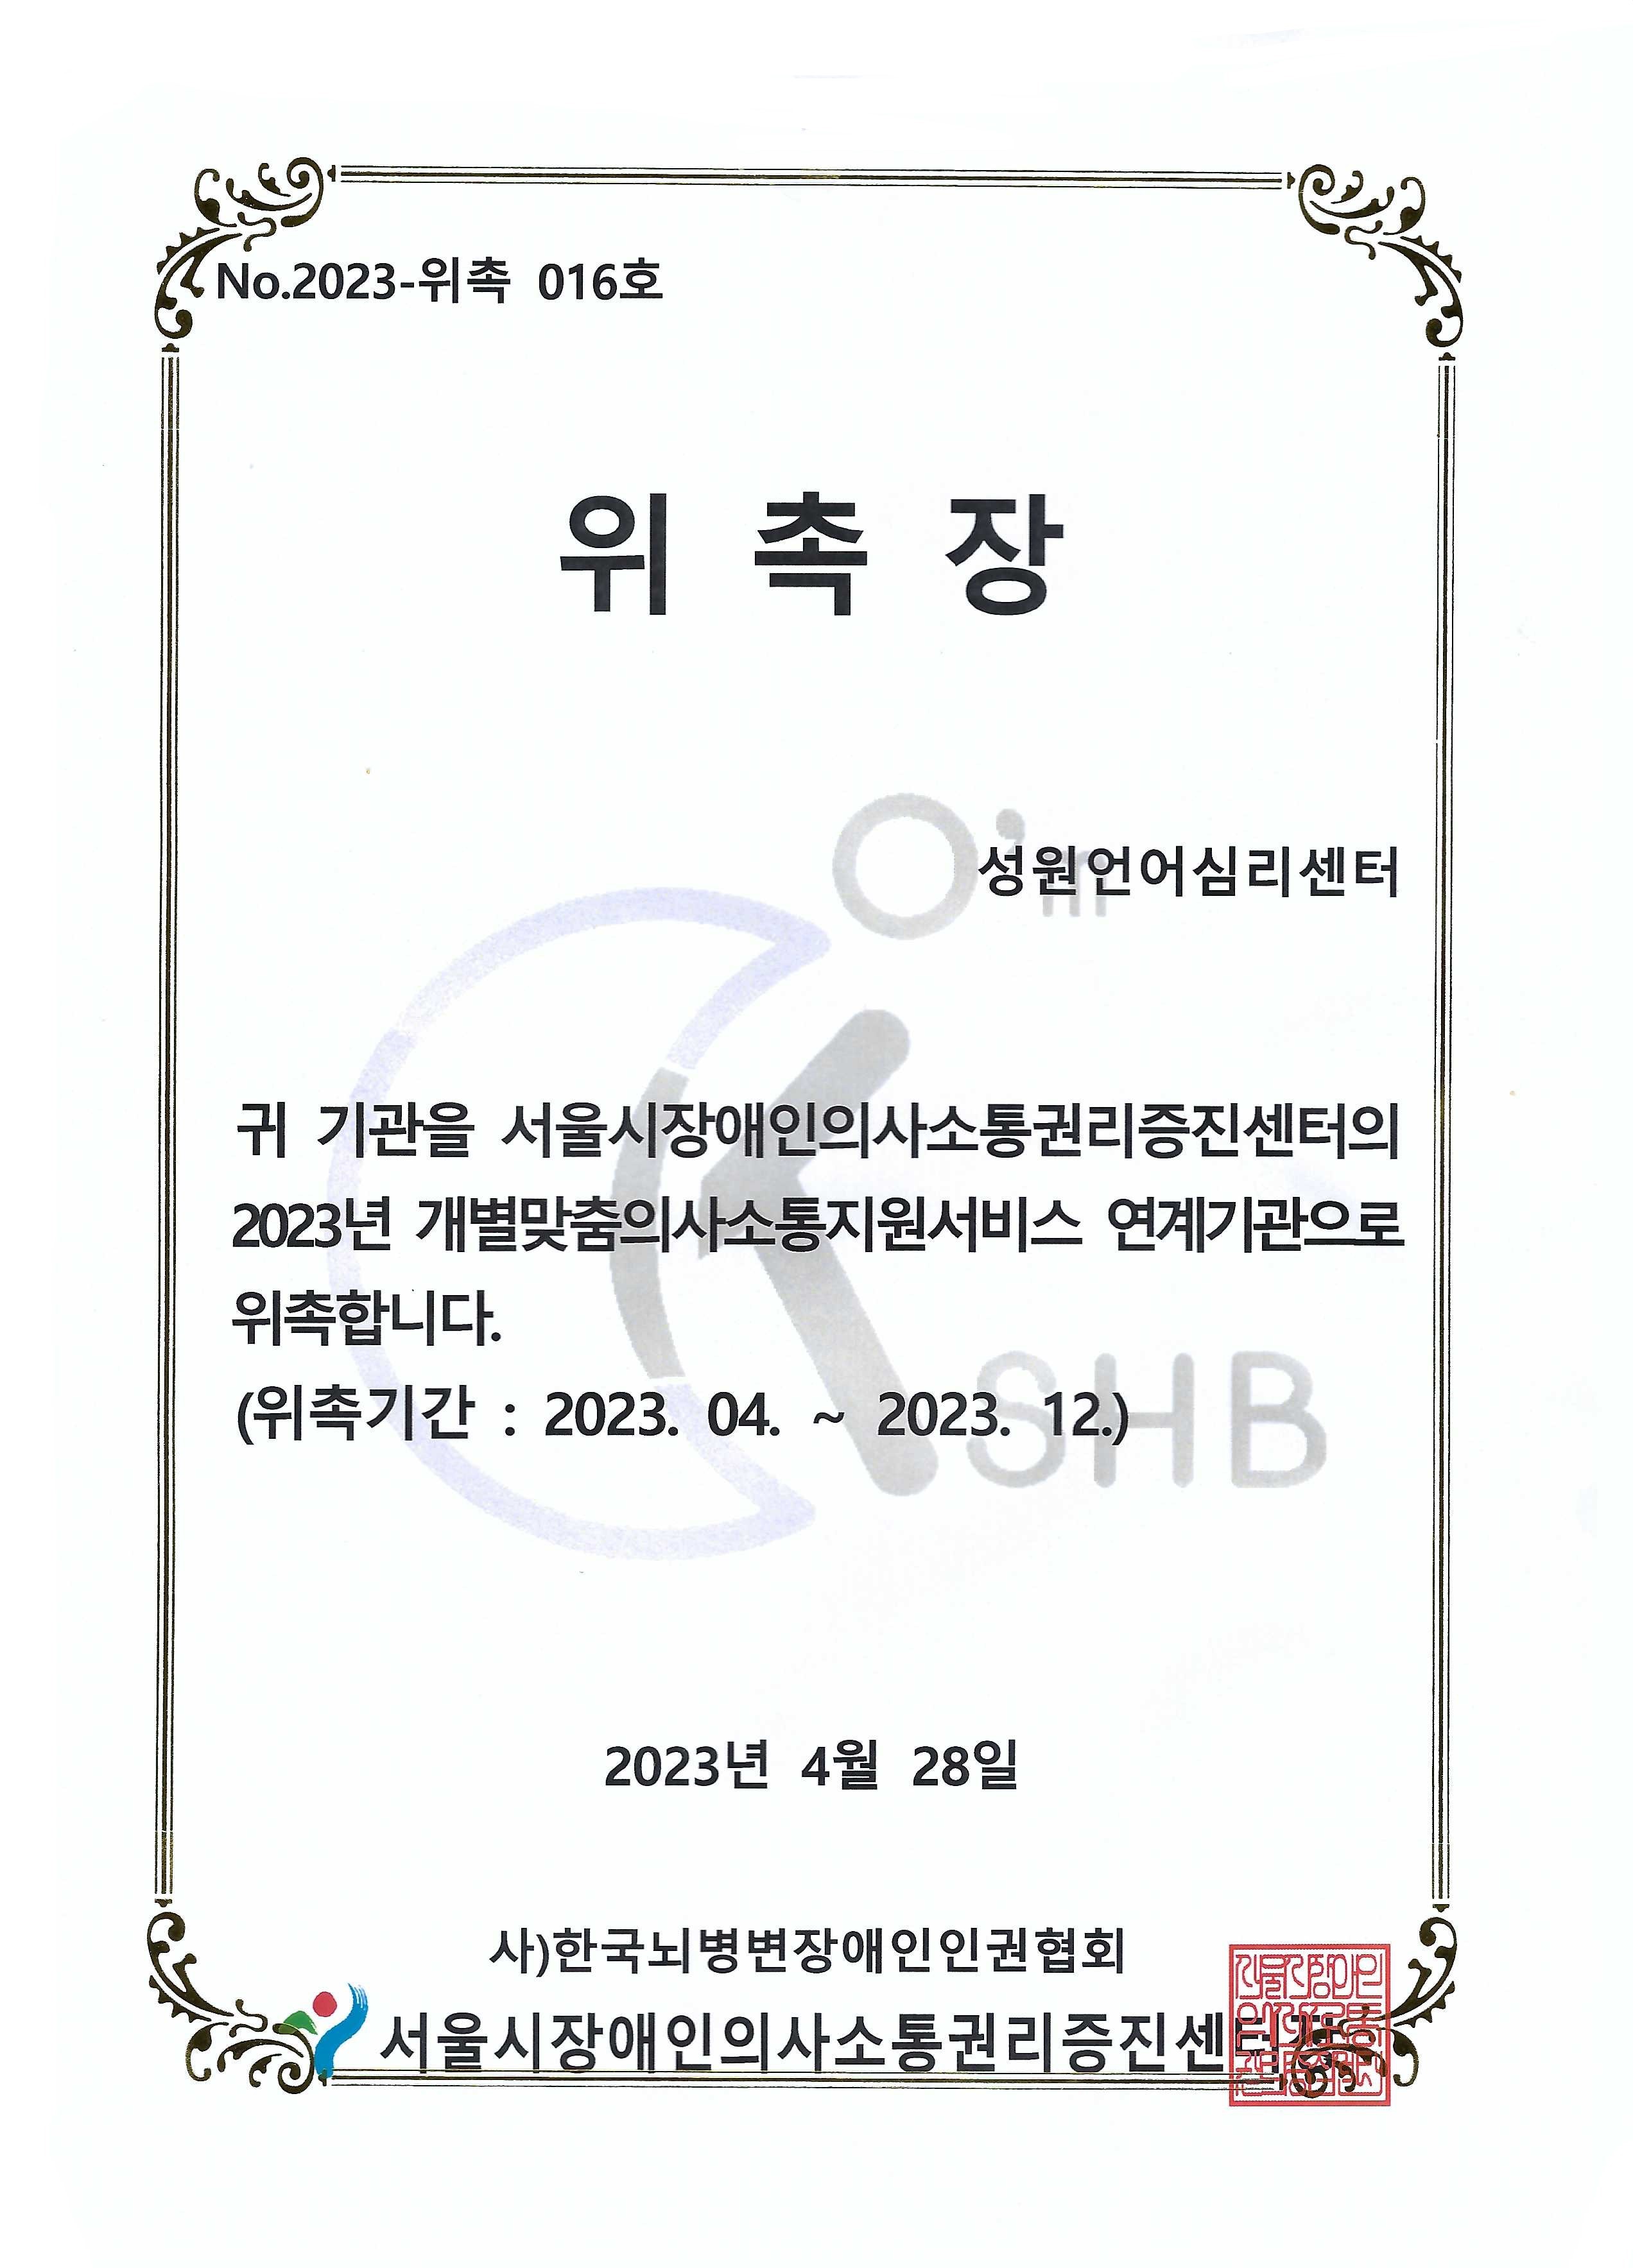 No.2023-위촉 016호
위 촉 장
O'm
성원언어심리센터
귀 기관을 서울시장애인의사소통권리증진센터의
2023년 개별맞춤의사소통지원서비스 연계기관으로
위촉합니다.
(위촉기간 : 2023. 04. ~ 2023. 12.)
SHB
2023년 4월 28일
사)한국뇌병변장애인인권협회
서울시장애인의사소통권리증진센터장